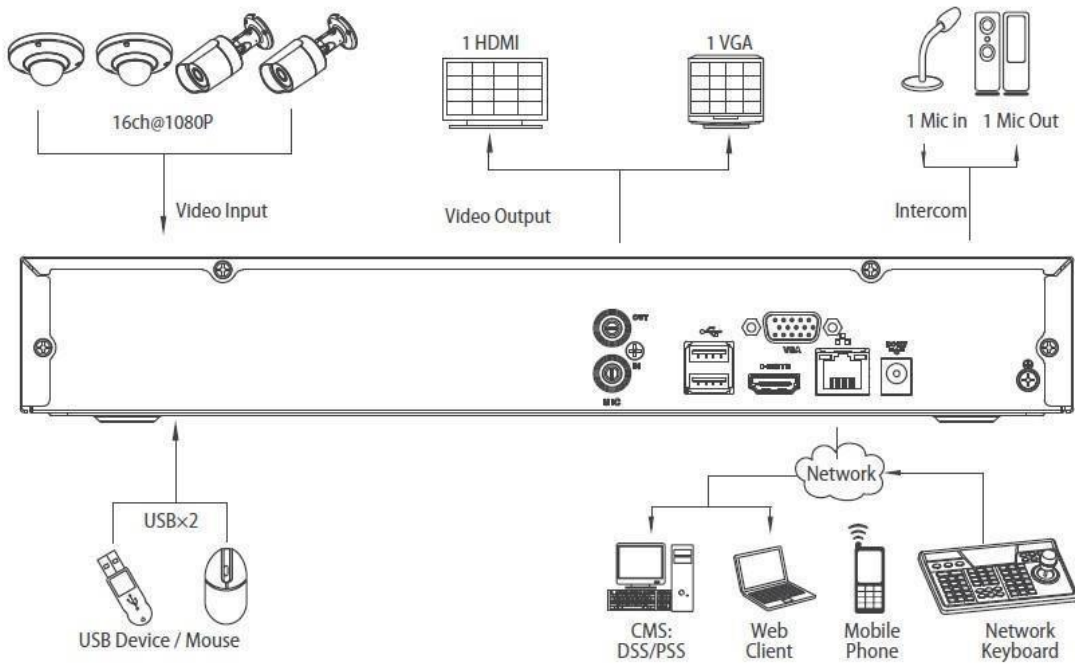 1 HDMI
1 VGA
16ch@1080P
1 Mic in
1 Mic Out
Video Input
Video Output
Intercom
OUT
IN
MIC
VGA
Network
USB×2
USB Device / Mouse
CMS:
DSS/PSS
Web
Client
Mobile
Phone
Network
Keyboard